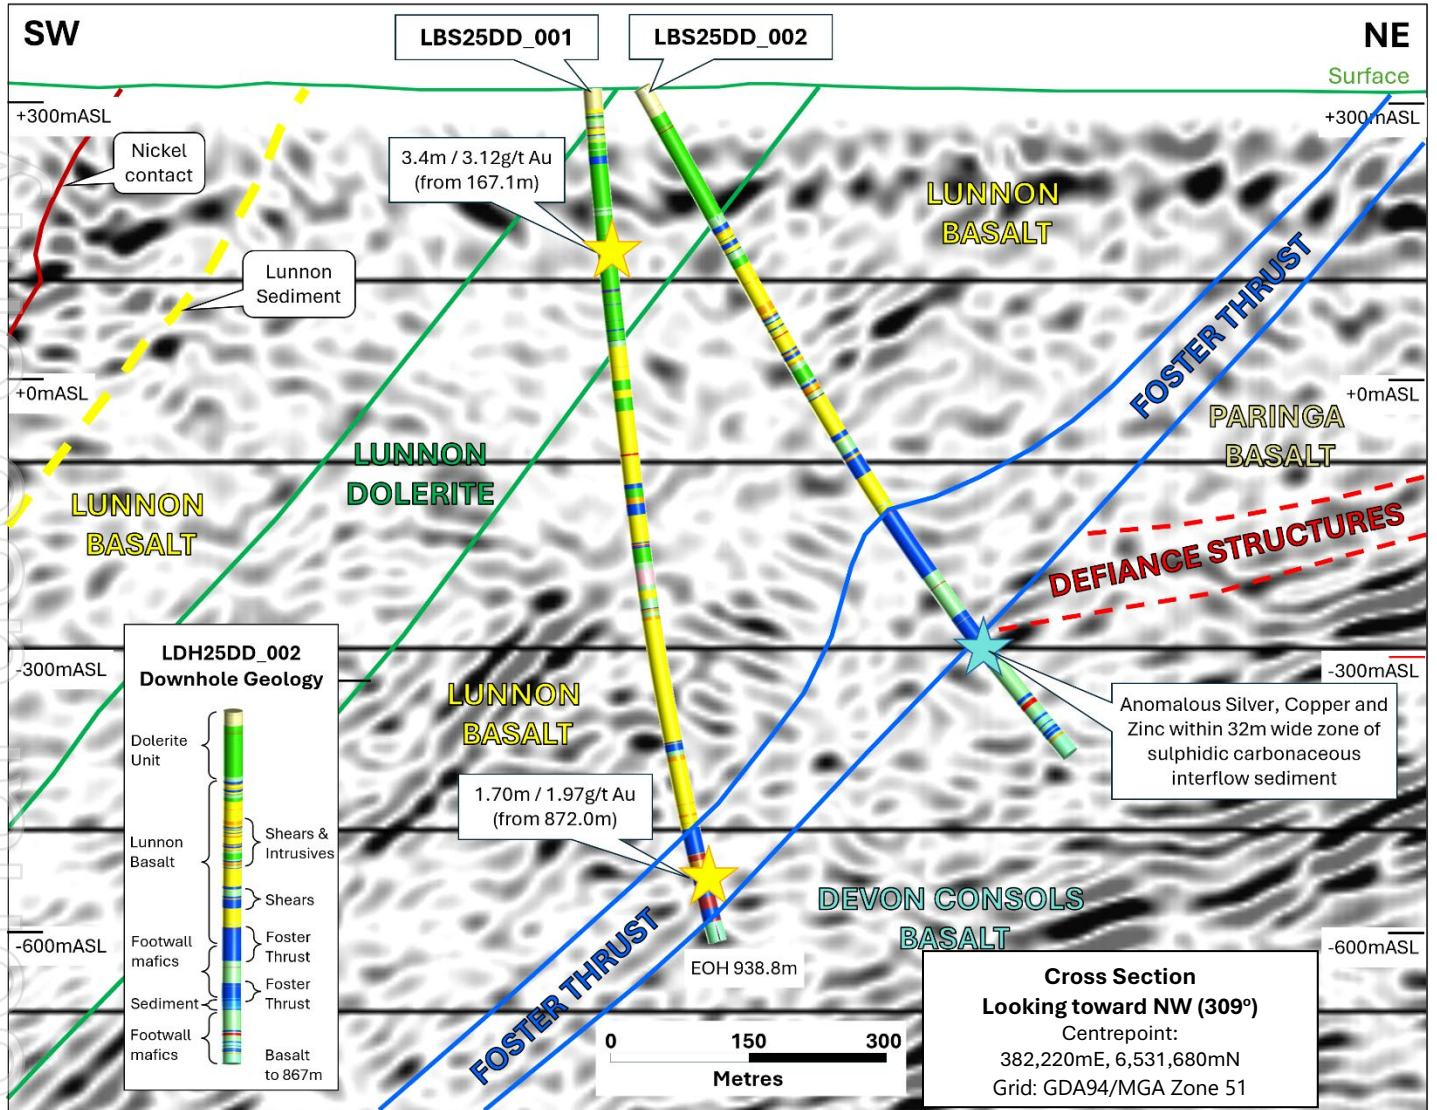 SW
LBS25DD_001
LBS25DD_002
NE
Surface
+300mASL
+300mASL
Nickel
contact
3.4m / 3.12g/t Au
(from 167.1m)
LUNNON
BASALT
Lunnon
Sediment
FOSTER THRUST
+0mASL
+0mASL
PARINGA
BASALT
LUNNON
DOLERITE
LUNNON
BASALT
DEFIANCE STRUCTURES
LDH25DD_002
Downhole Geology
Dolerite
Unit
Lunnon
Basalt
Shears &
Intrusives
Shears
Footwall
mafics
Foster
Thrust
Foster
Thrust
Sediment
Footwall
mafics
Basalt
to 867m
-300mASL
-300mASL
LUNNON
BASALT
Anomalous Silver, Copper and
Zinc within 32m wide zone of
sulphidic carbonaceous
interflow sediment
1.70m / 1.97g/t Au
(from 872.0m)
DEVON CONSOLS
BASALT
-600mASL
-600mASL
FOSTER THRUST
EOH 938.8m
0 150 300
Metres
Cross Section
Looking toward NW (309º)
Centrepoint:
382,220mE, 6,531,680mN
Grid: GDA94/MGA Zone 51